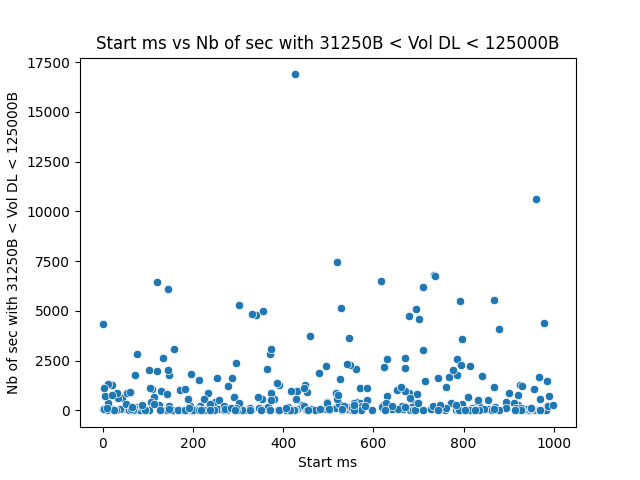 Start ms vs Nb of sec with 31250B < Vol DL < 125000B
17500
15000
12500
10000
7500
5000
2500
0
Nb of sec with 31250B < Vol DL < 125000B
0 200 400 600 800 1000
Start ms